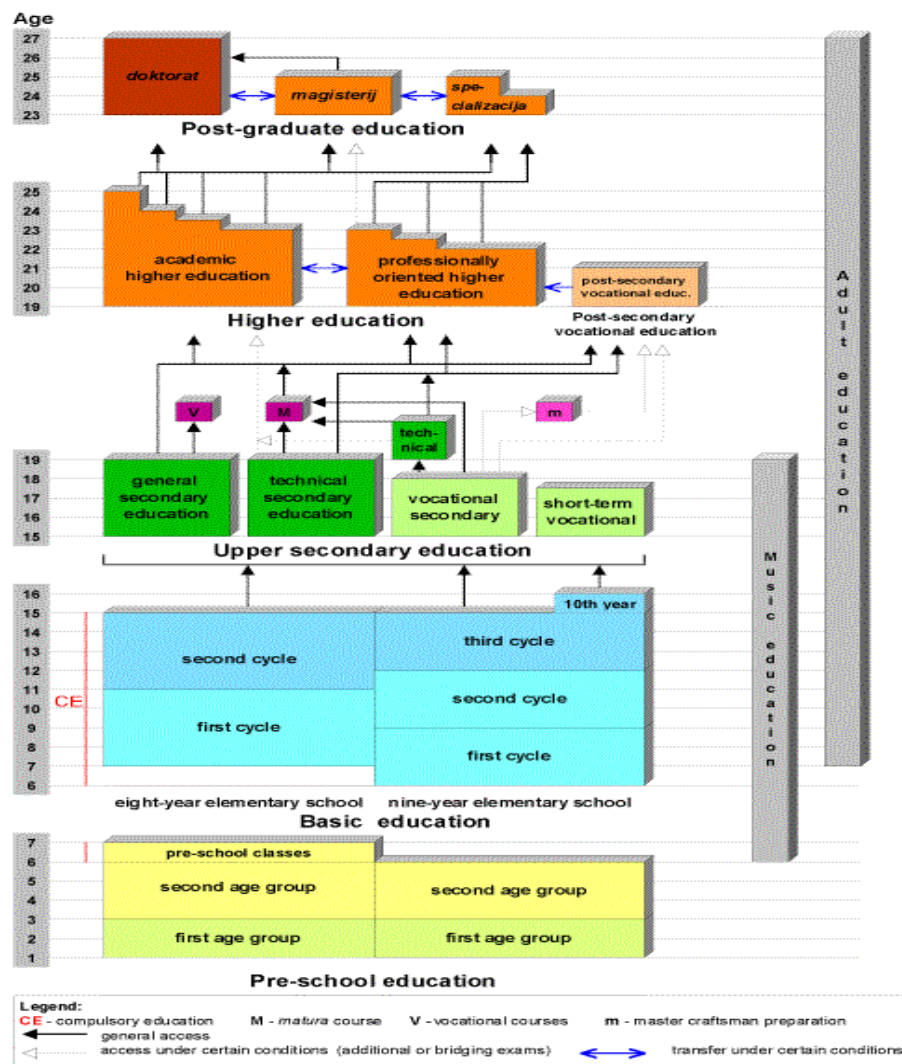 Age
27
26
25
24
23
doktorat
magisterij
spe-
cializacija
Post-graduate education
25
24
23
22
21
20
19
academic
higher education
professionally
oriented higher
education
post-secondary
vocational educ.
Higher education
Post-secondary
vocational education
V
M
m
tech-
nical
19
18
17
16
15
general
secondary
education
technical
secondary
education
vocational
secondary
short-term
vocational
Upper secondary education
16
15
14
13
12
11
10
9
8
7
6
CE
10th year
second cycle
first cycle
third cycle
second cycle
first cycle
eight-year elementary school
nine-year elementary school
Basic education
7
6
5
4
3
2
1
pre-school classes
second age group
first age group
second age group
first age group
Pre-school education
Adult education
Music education
Legend:
CE - compulsory education M - matura course V - vocational courses m - master craftsman preparation
general access
access under certain conditions (additional or bridging exams) transfer under certain conditions